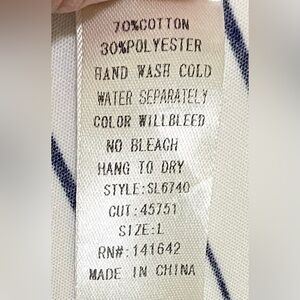 70%COTTON
30%POLYESTER
HAND WASH COLD
WATER SEPARATELY
COLOR WILLBLEED
NO BLEACH
HANG TO DRY
STYLE:SL6740
CUT:45751
SIZE:L
RN#:141642
MADE IN CHINA